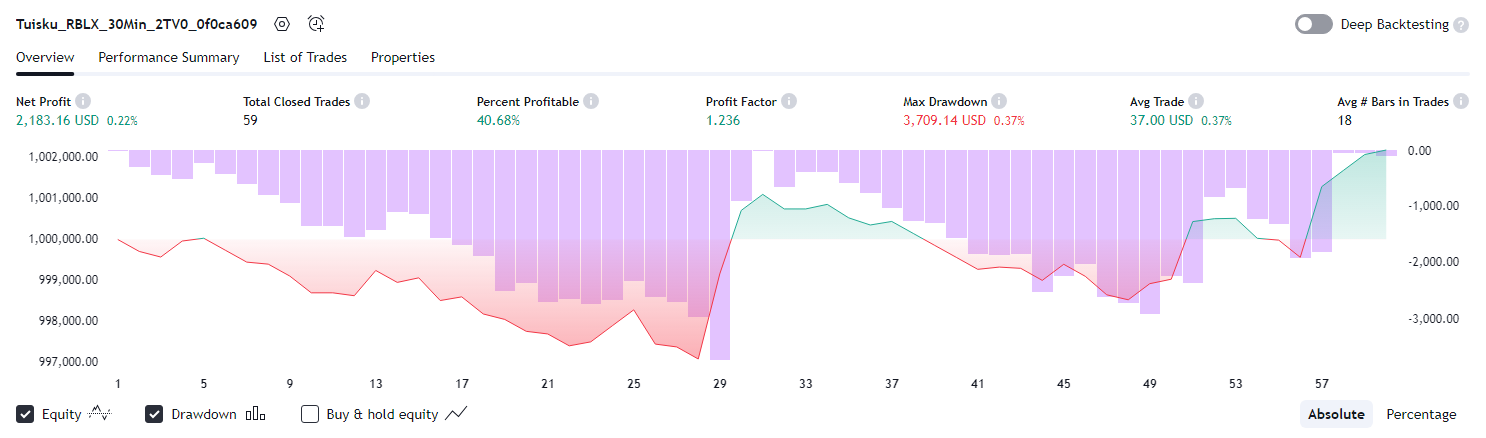 Tuisku_RBLX_30Min_2TV0_0f0ca609 Deep Backtesting ?
Overview Performance Summary List of Trades Properties
Net Profit i Total Closed Trades i Percent Profitable i Profit Factor i Max Drawdown i Avg Trade i Avg # Bars in Trades i
2,183.16 USD 0.22% 59 40.68% 1.236 3,709.14 USD 0.37% 37.00 USD 0.37% 18
1,002,000.00 0.00
1,001,000.00 -1,000.00
1,000,000.00
999,000.00 -2,000.00
998,000.00 -3,000.00
997,000.00
1 5 9 13 17 21 25 29 33 37 41 45 49 53 57
Equity Drawdown Buy & hold equity Absolute Percentage